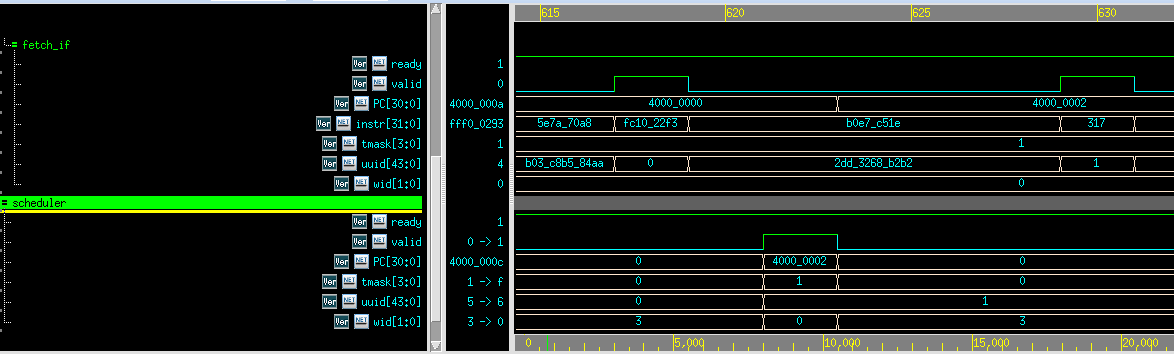 615 620 625 630
fetch_if
Ver NET ready 1
Ver NET valid 0
Ver NET PC[30:0] 4000_000a 4000_0000 4000_0002
Ver NET instr[31:0] fff0_0293 5e7a_70a8 fc10_22f3 b0e7_c51e 317
Ver NET tmask[3:0] 1 1
Ver NET uuid[43:0] 4 b03_c8b5_84aa 0 2dd_3268_b2b2 1
Ver NET wid[1:0] 0 0
scheduler
Ver NET ready 1
Ver NET valid 0 -> 1
Ver NET PC[30:0] 4000_000c 0 4000_0002 0
Ver NET tmask[3:0] 1 -> f 0 1 0
Ver NET uuid[43:0] 5 -> 6 0 1
Ver NET wid[1:0] 3 -> 0 3 0 3
0 5,000 10,000 15,000 20,000